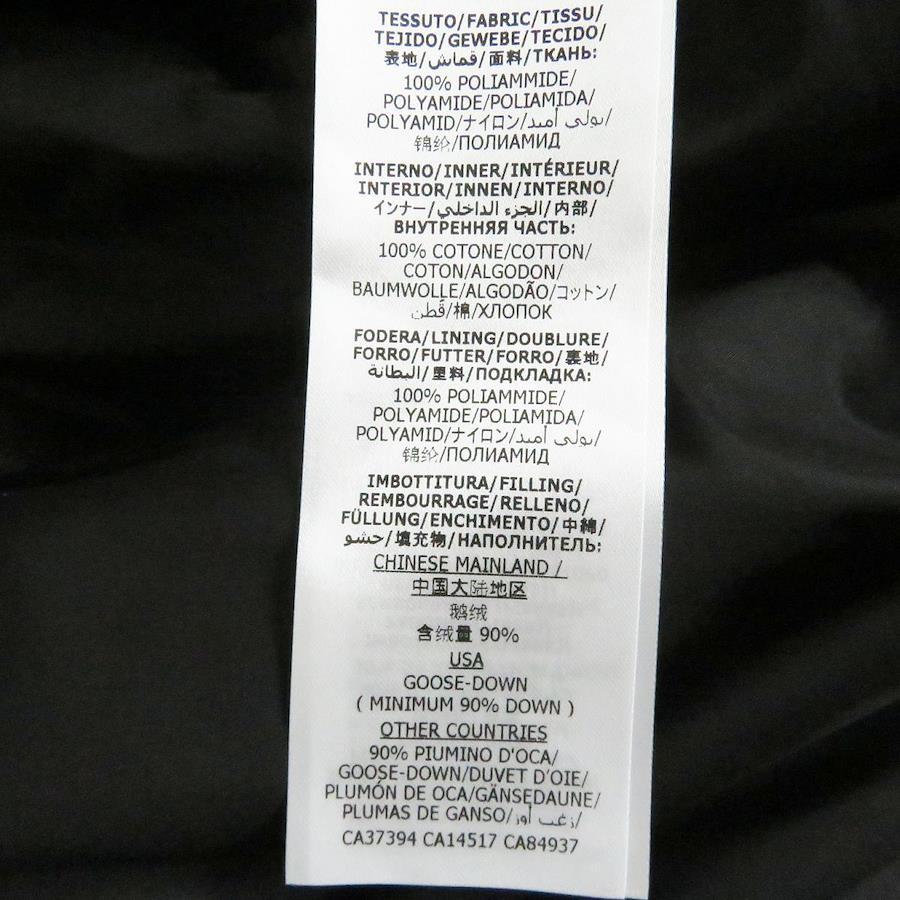 TESSUTO/FABRIC/TISSU/
TEJIDO/GEWEBE/TECIDO/
表地/قماش/面料/ТКАНЬ:
100% POLIAMMIDE/
POLYAMIDE/POLIAMIDA/
POLYAMID/ナイロン/بولي أميد/
锦纶/ПОЛИАМИД
INTERNO/INNER/INTÉRIEUR/
INTERIOR/INNEN/INTERNO/
インナー/الجزء الداخلي/内部/
ВНУТРЕННЯЯ ЧАСТЬ:
100% COTONE/COTTON/
COTON/ALGODON/
BAUMWOLLE/ALGODÃO/コットン/
قطن/棉/ХЛОПОК
FODERA/LINING/DOUBLURE/
FORRO/FUTTER/FORRO/裏地/
البطانة/里料/ПОДКЛАДКА:
100% POLIAMMIDE/
POLYAMIDE/POLIAMIDA/
POLYAMID/ナイロン/بولي أميد/
锦纶/ПОЛИАМИД
IMBOTTITURA/FILLING/
REMBOURRAGE/RELLENO/
FÜLLUNG/ENCHIMENTO/中綿/
حشو/填充物/НАПОЛНИТЕЛЬ:
CHINESE MAINLAND /
中国大陆地区
鹅绒
含绒量 90%
USA
GOOSE-DOWN
( MINIMUM 90% DOWN )
OTHER COUNTRIES
90% PIUMINO D'OCA/
GOOSE-DOWN/DUVET D'OIE/
PLUMÓN DE OCA/GÄNSEDAUNE/
PLUMAS DE GANSO/زغب أوز/
CA37394 CA14517 CA84937